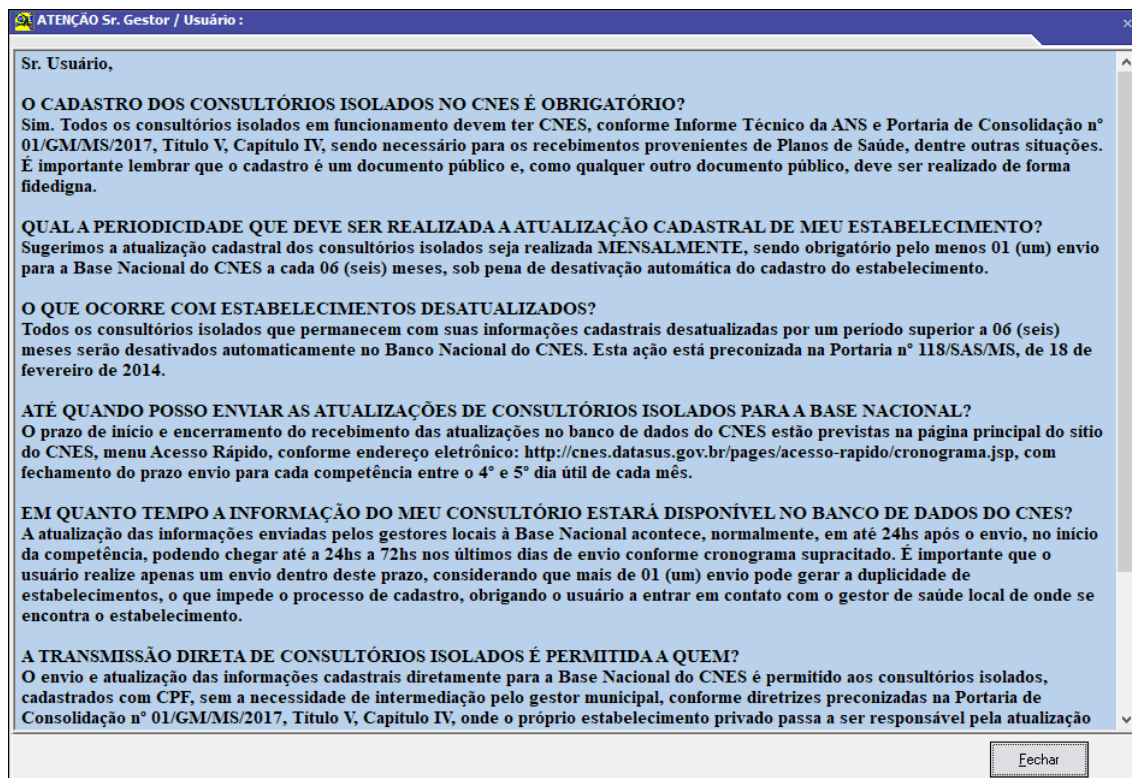 ATENÇÃO Sr. Gestor / Usuário :
Sr. Usuário,
O CADASTRO DOS CONSULTÓRIOS ISOLADOS NO CNES É OBRIGATÓRIO?
Sim. Todos os consultórios isolados em funcionamento devem ter CNES, conforme Informe Técnico da ANS e Portaria de Consolidação nº
01/GM/MS/2017, Título V, Capítulo IV, sendo necessário para os recebimentos provenientes de Planos de Saúde, dentre outras situações.
É importante lembrar que o cadastro é um documento público e, como qualquer outro documento público, deve ser realizado de forma
fidedigna.
QUAL A PERIODICIDADE QUE DEVE SER REALIZADA A ATUALIZAÇÃO CADASTRAL DE MEU ESTABELECIMENTO?
Sugerimos a atualização cadastral dos consultórios isolados seja realizada MENSALMENTE, sendo obrigatório pelo menos 01 (um) envio
para a Base Nacional do CNES a cada 06 (seis) meses, sob pena de desativação automática do cadastro do estabelecimento.
O QUE OCORRE COM ESTABELECIMENTOS DESATUALIZADOS?
Todos os consultórios isolados que permanecem com suas informações cadastrais desatualizadas por um período superior a 06 (seis)
meses serão desativados automaticamente no Banco Nacional do CNES. Esta ação está preconizada na Portaria nº 118/SAS/MS, de 18 de
fevereiro de 2014.
ATÉ QUANDO POSSO ENVIAR AS ATUALIZAÇÕES DE CONSULTÓRIOS ISOLADOS PARA A BASE NACIONAL?
O prazo de início e encerramento do recebimento das atualizações no banco de dados do CNES estão previstas na página principal do sítio
do CNES, menu Acesso Rápido, conforme endereço eletrônico: http://cnes.datasus.gov.br/pages/acesso-rapido/cronograma.jsp, com
fechamento do prazo envio para cada competência entre o 4º e 5º dia útil de cada mês.
EM QUANTO TEMPO A INFORMAÇÃO DO MEU CONSULTÓRIO ESTARÁ DISPONÍVEL NO BANCO DE DADOS DO CNES?
A atualização das informações enviadas pelos gestores locais à Base Nacional acontece, normalmente, em até 24hs após o envio, no início
da competência, podendo chegar até a 24hs a 72hs nos últimos dias de envio conforme cronograma supracitado. É importante que o
usuário realize apenas um envio dentro deste prazo, considerando que mais de 01 (um) envio pode gerar a duplicidade de
estabelecimentos, o que impede o processo de cadastro, obrigando o usuário a entrar em contato com o gestor de saúde local de onde se
encontra o estabelecimento.
A TRANSMISSÃO DIRETA DE CONSULTÓRIOS ISOLADOS É PERMITIDA A QUEM?
O envio e atualização das informações cadastrais diretamente para a Base Nacional do CNES é permitido aos consultórios isolados,
cadastrados com CPF, sem a necessidade de intermediação pelo gestor municipal, conforme diretrizes preconizadas na Portaria de
Consolidação nº 01/GM/MS/2017, Título V, Capítulo IV, onde o próprio estabelecimento privado passa a ser responsável pela atualização
Fechar